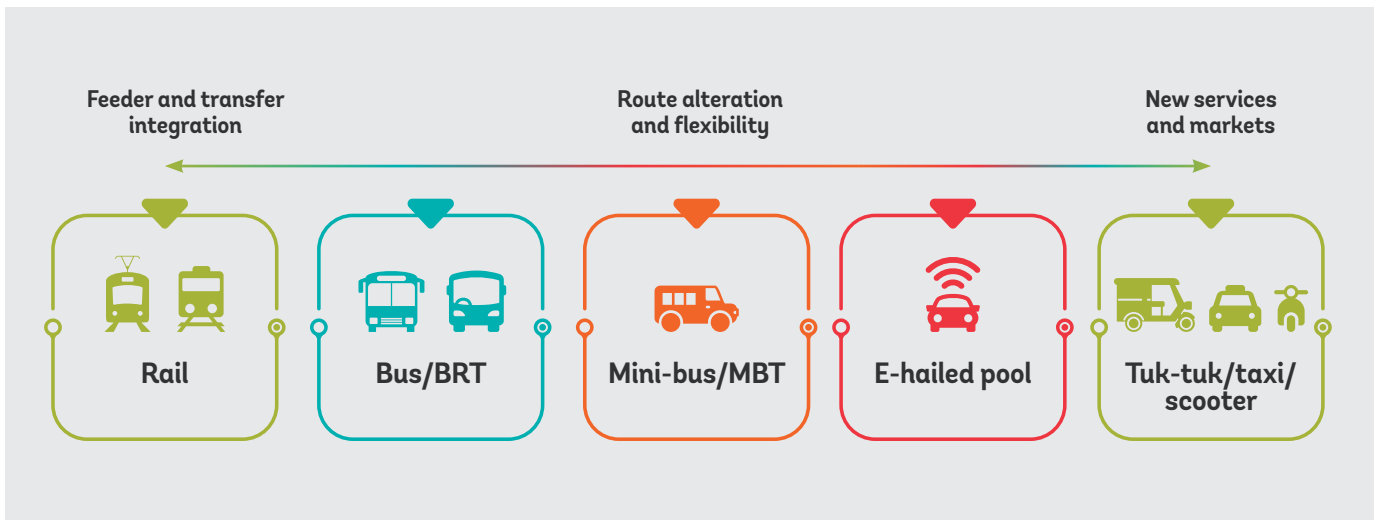 Feeder and transfer
integration
Route alteration
and flexibility
New services
and markets
Rail
Bus/BRT
Mini-bus/MBT
E-hailed pool
Tuk-tuk/taxi/
scooter